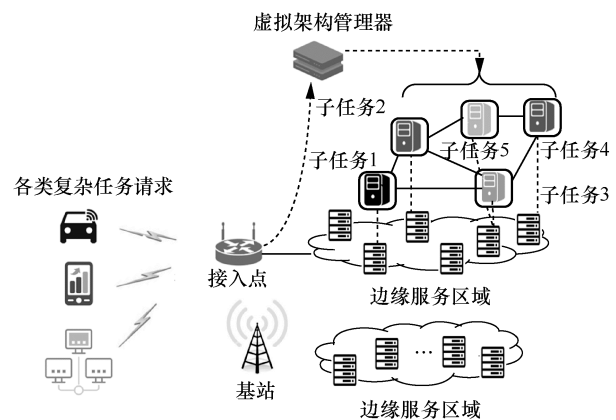 虚拟架构管理器
子任务2
子任务5
子任务4
子任务1
各类复杂任务请求
子任务3
接入点
边缘服务区域
...
基站
边缘服务区域